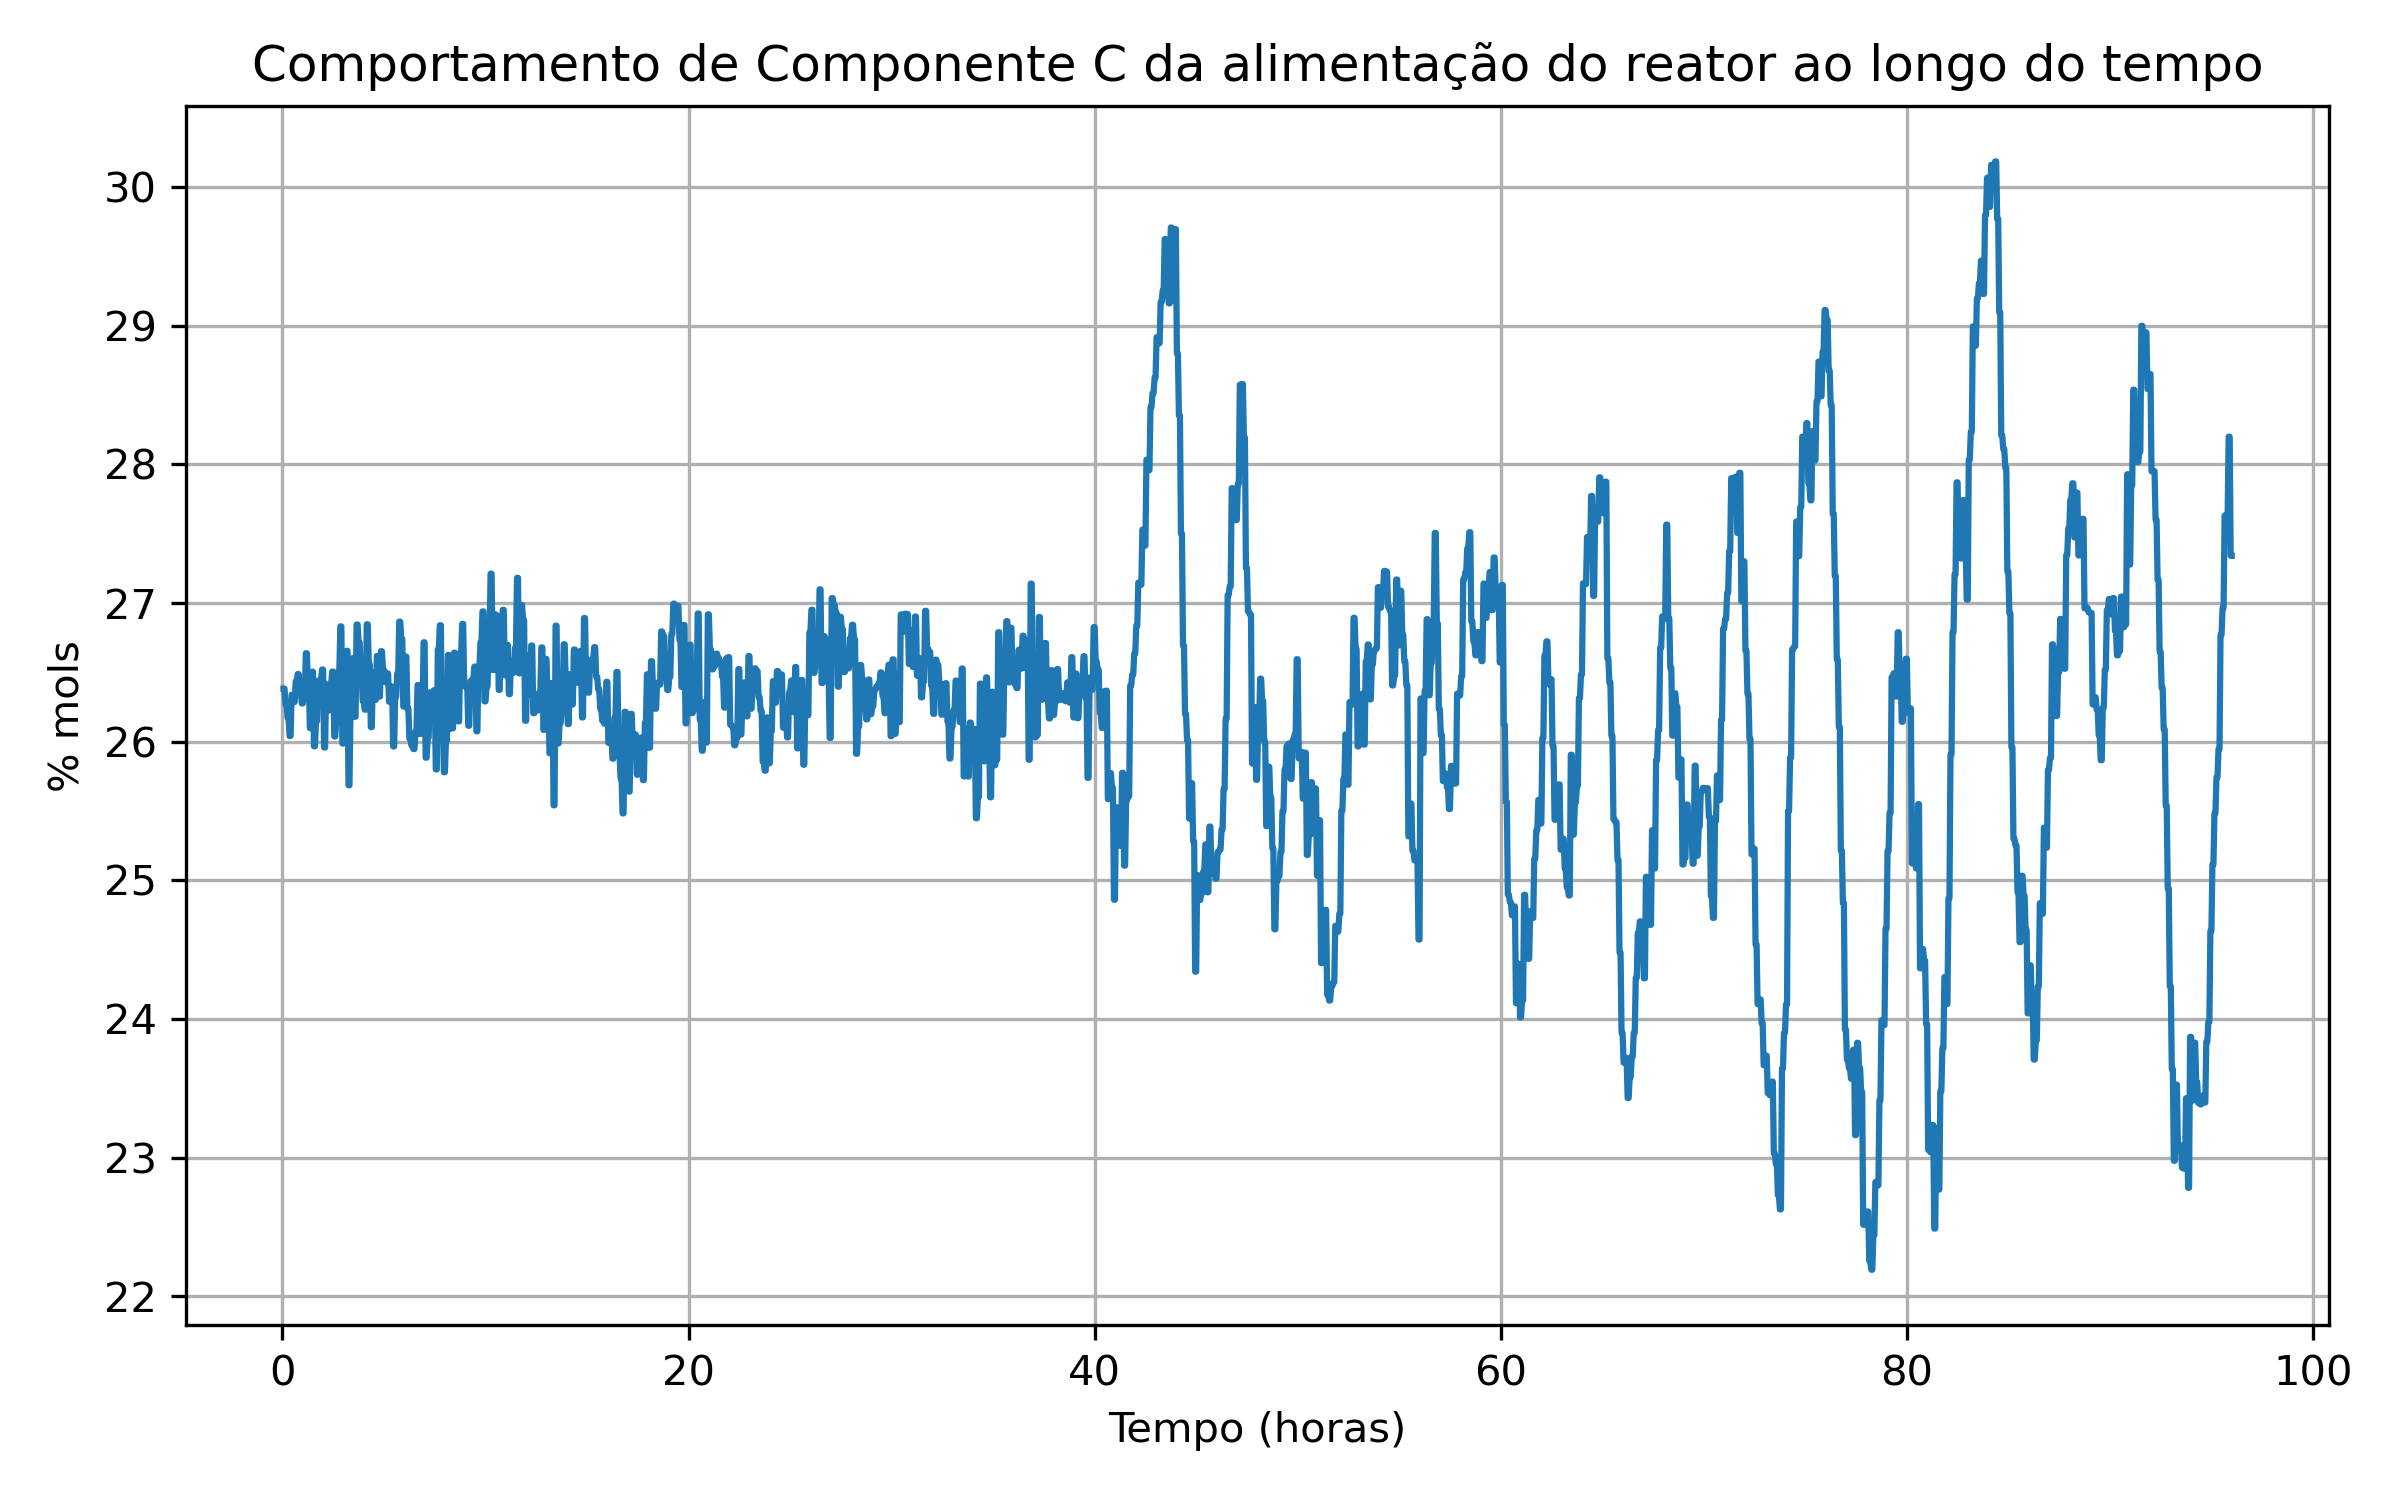 Comportamento de Componente C da alimentação do reator ao longo do tempo
30
29
28
27
26
25
24
23
22
% mols
0 20 40 60 80 100
Tempo (horas)